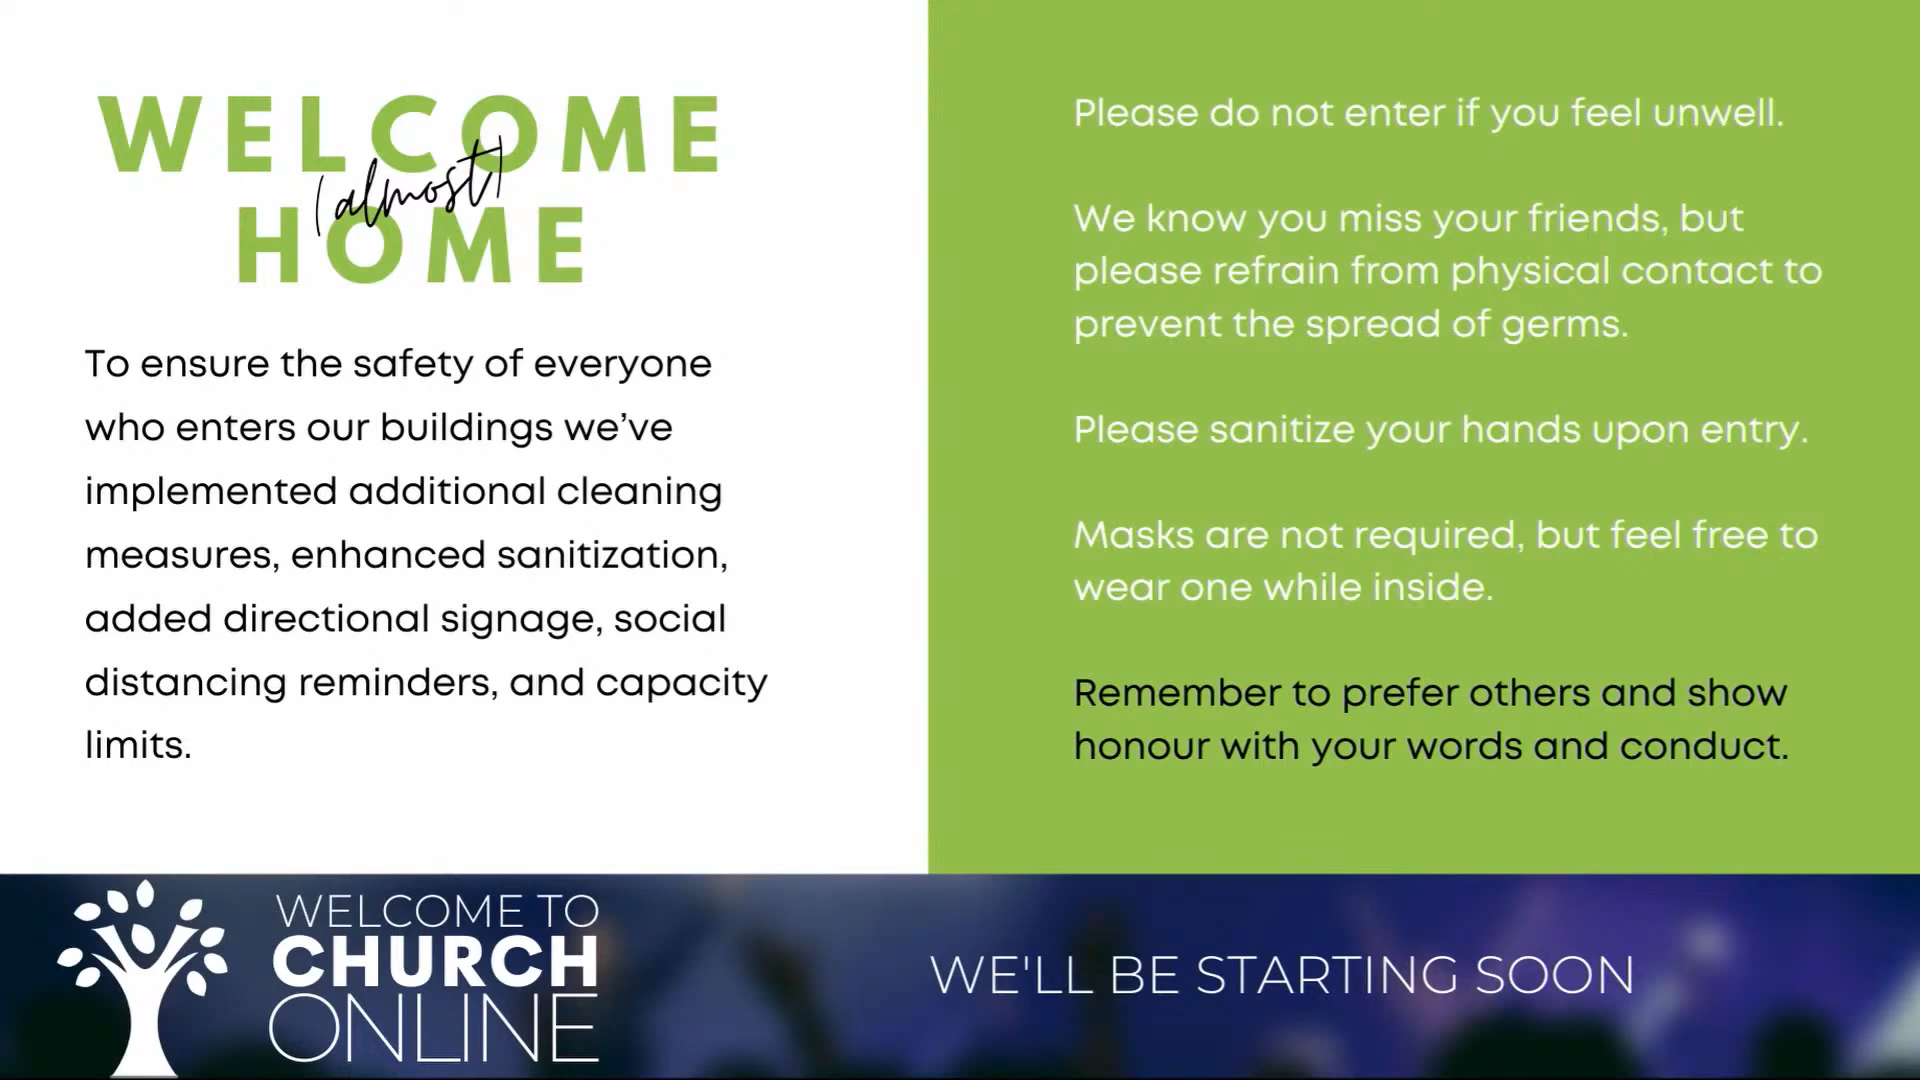 WELCOME
(almost)
HOME
To ensure the safety of everyone
who enters our buildings we’ve
implemented additional cleaning
measures, enhanced sanitization,
added directional signage, social
distancing reminders, and capacity
limits.
Please do not enter if you feel unwell.
We know you miss your friends, but
please refrain from physical contact to
prevent the spread of germs.
Please sanitize your hands upon entry.
Masks are not required, but feel free to
wear one while inside.
Remember to prefer others and show
honour with your words and conduct.
WELCOME TO
CHURCH
ONLINE
WE'LL BE STARTING SOON